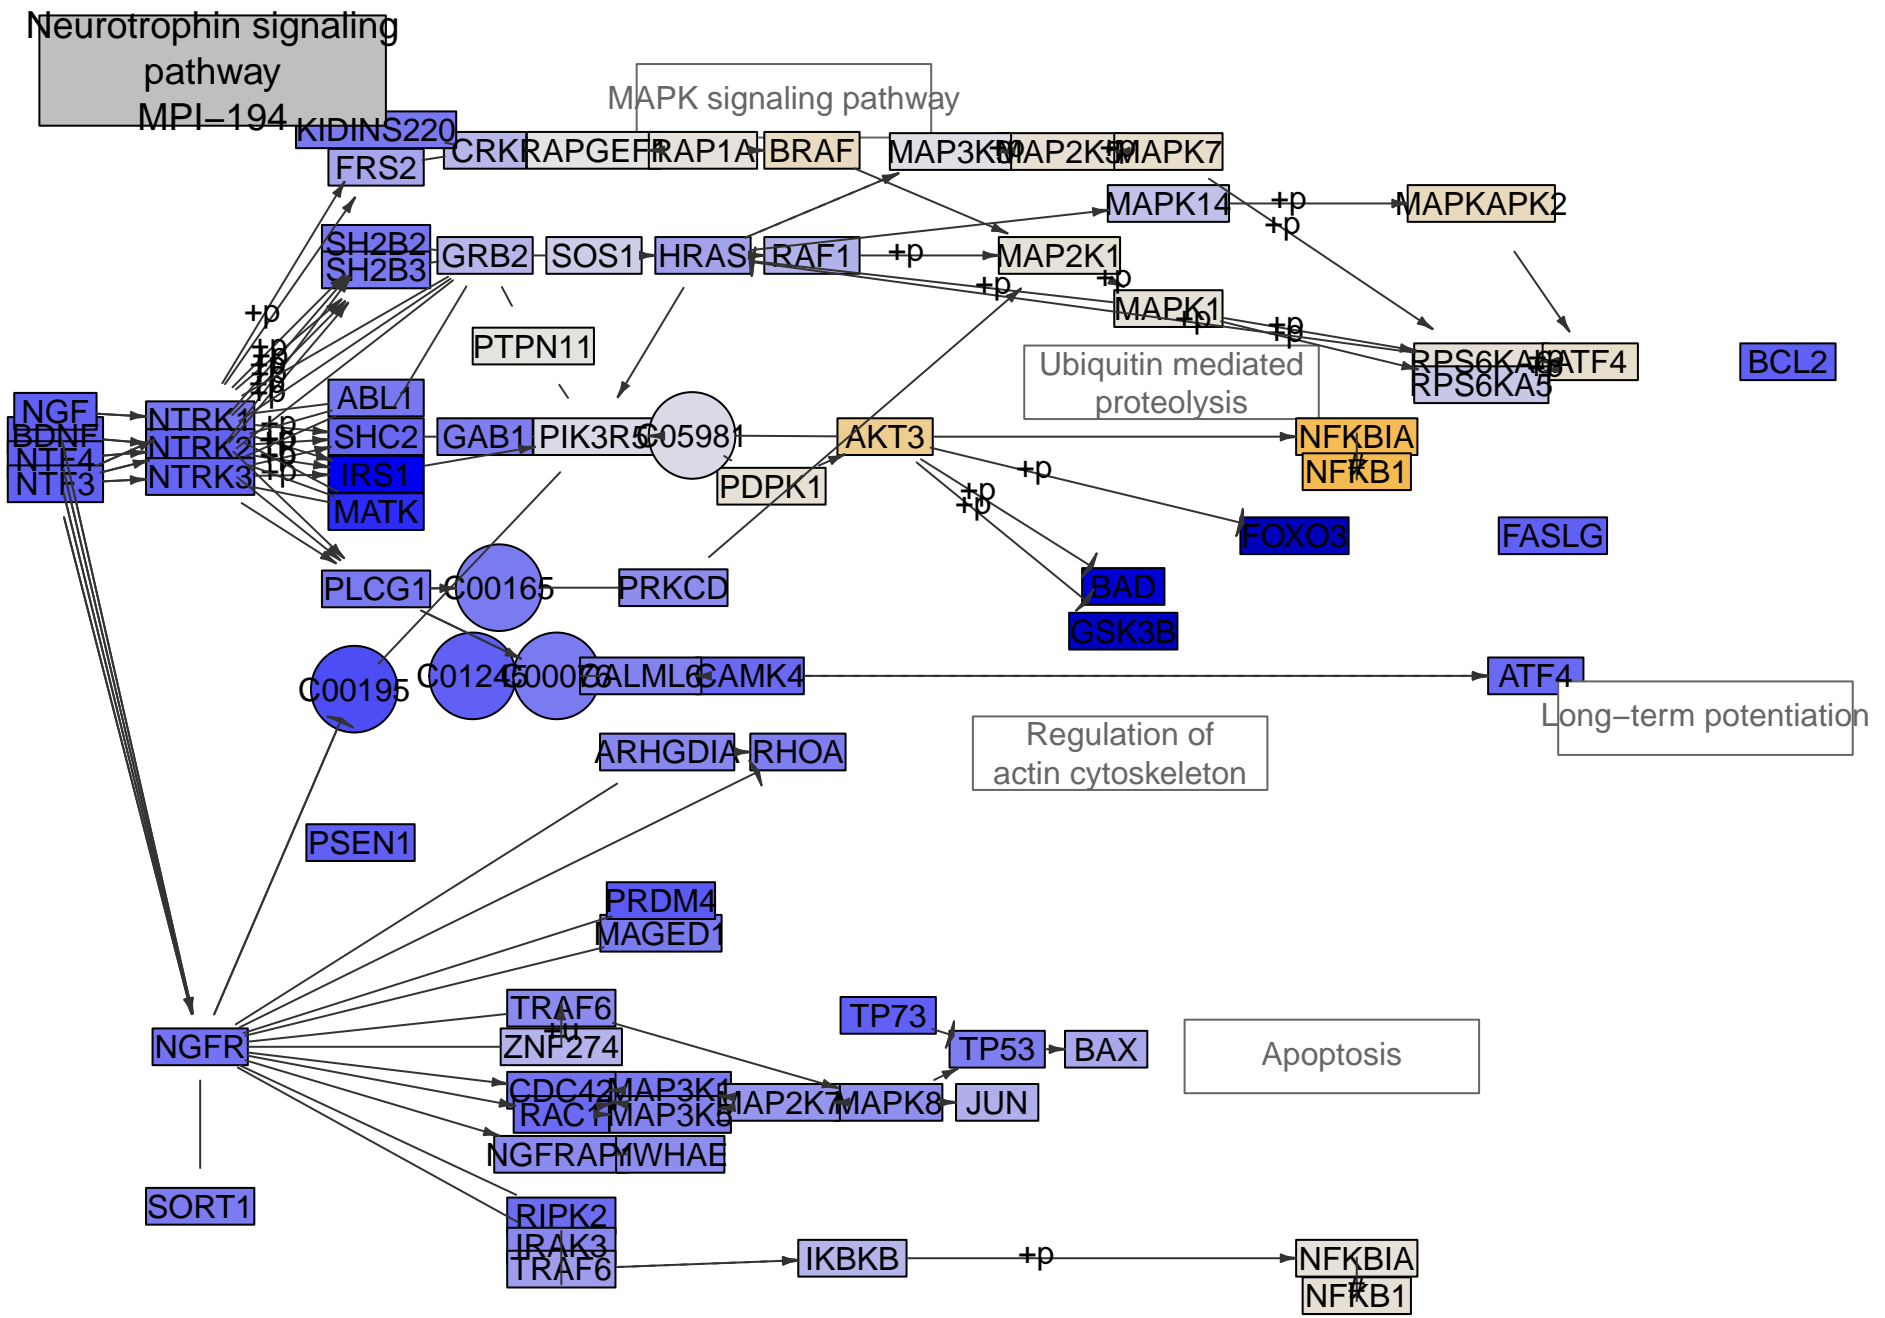 Neurotrophin signaling
pathway
MPI−194
MAPK signaling pathway
KIDINS220
CRK
RAPGEF1
RAP1A
BRAF
MAP3K3
+p
MAP2K5
+p
MAPK7
FRS2
MAPK14
+p
MAPKAPK2
+p
SH2B2
SH2B3
GRB2
SOS1
HRAS
RAF1
+p
MAP2K1
+p
+p
MAPK1
+p
+p
+p
+p
PTPN11
+p
+p
+p
+p
+p
Ubiquitin mediated
proteolysis
RPS6KA6
RPS6KA5
+p
+p
ATF4
BCL2
NGF
BDNF
NTF4
NTF3
NTRK1
NTRK2
NTRK3
+p
+p
+p
+p
ABL1
SHC2
IRS1
MATK
GAB1
PIK3R5
C05981
PDPK1
AKT3
+p
+p
+p
NFKBIA
NFKB1
FOXO3
FASLG
BAD
GSK3B
PLCG1
C00165
PRKCD
C00195
C01245
C00076
CALML6
CAMK4
ATF4
Long−term potentiation
Regulation of
actin cytoskeleton
ARHGDIA
RHOA
PSEN1
PRDM4
MAGED1
NGFR
TRAF6
+u
ZNF274
TP73
TP53
BAX
Apoptosis
CDC42
RAC1
MAP3K1
MAP3K5
MAP2K7
MAPK8
JUN
NGFRAP1
YWHAE
SORT1
RIPK2
IRAK3
TRAF6
IKBKB
+p
NFKBIA
NFKB1